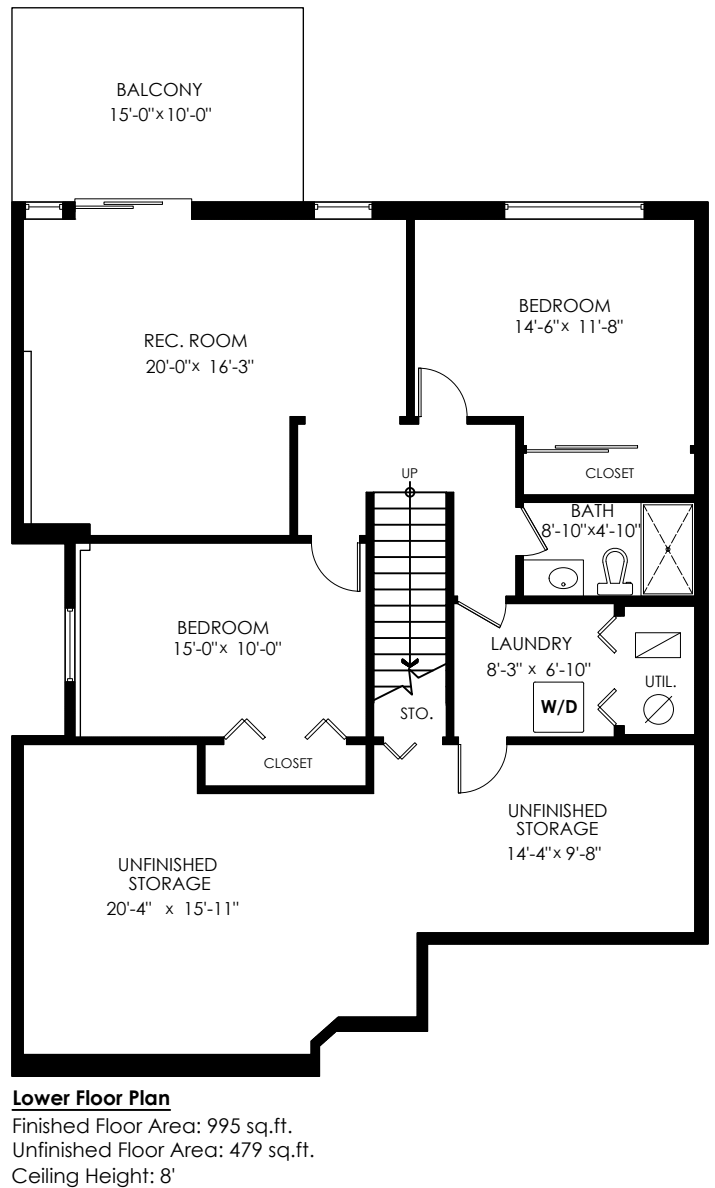 BALCONY
15'-0"x 10'-0"
BEDROOM
14'-6"x 11'-8"
REC. ROOM
20'-0"x 16'-3"
UP
CLOSET
BATH
8'-10"x4'-10"
BEDROOM
15'-0"x 10'-0"
LAUNDRY
8'-3" x 6'-10"
UTIL.
W/D
STO.
CLOSET
UNFINISHED
STORAGE
14'-4"x 9'-8"
UNFINISHED
STORAGE
20'-4" x 15'-11"
Lower Floor Plan
Finished Floor Area: 995 sq.ft.
Unfinished Floor Area: 479 sq.ft.
Ceiling Height: 8'